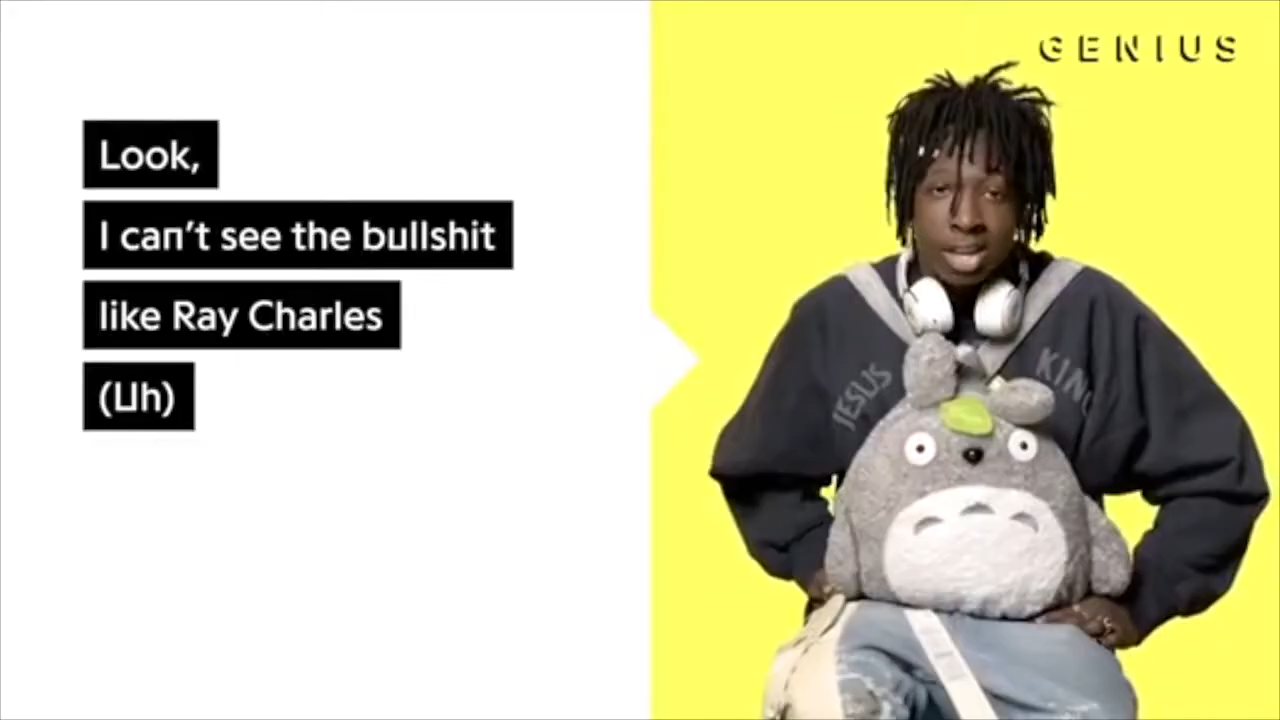 GENIUS
Look,
I can't see the bullshit
like Ray Charles
(Uh)
JESUS
KING